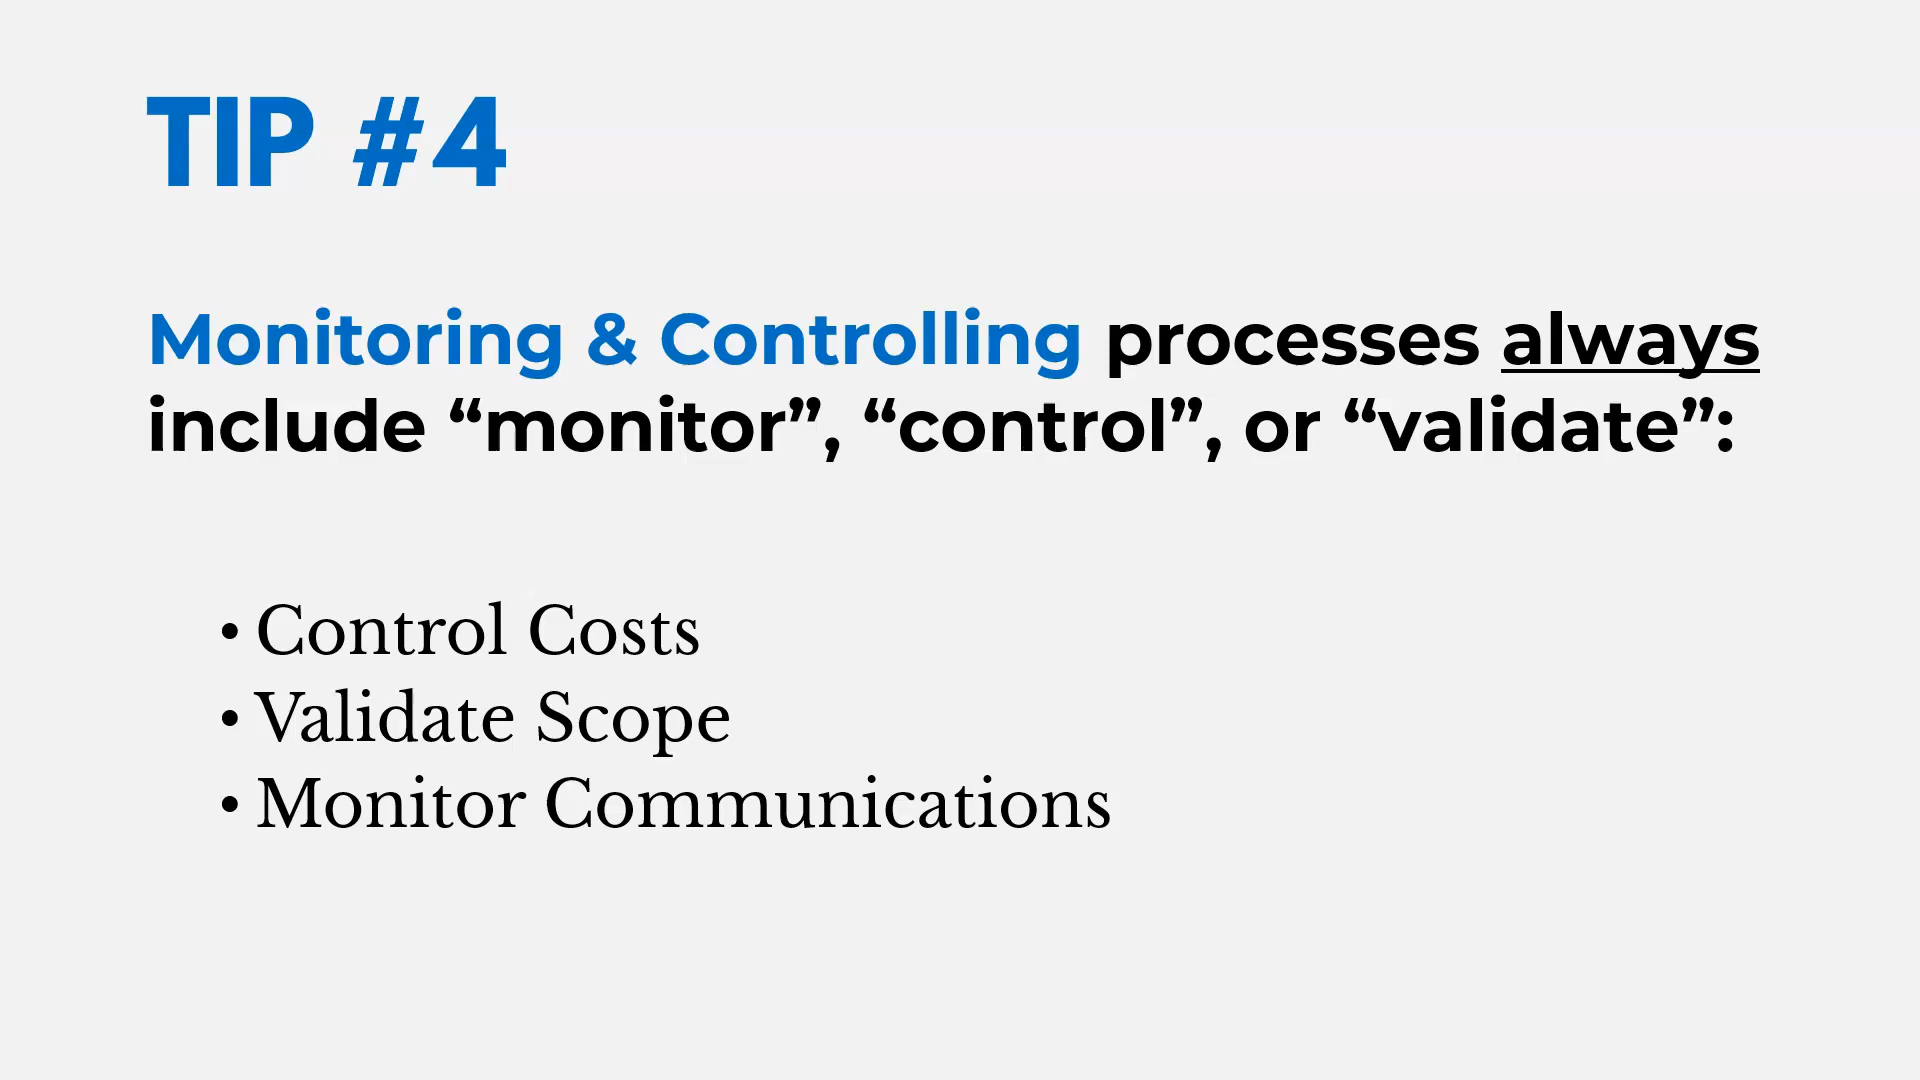 TIP #4
Monitoring & Controlling processes always
include “monitor”, “control”, or “validate”:
• Control Costs
• Validate Scope
• Monitor Communications